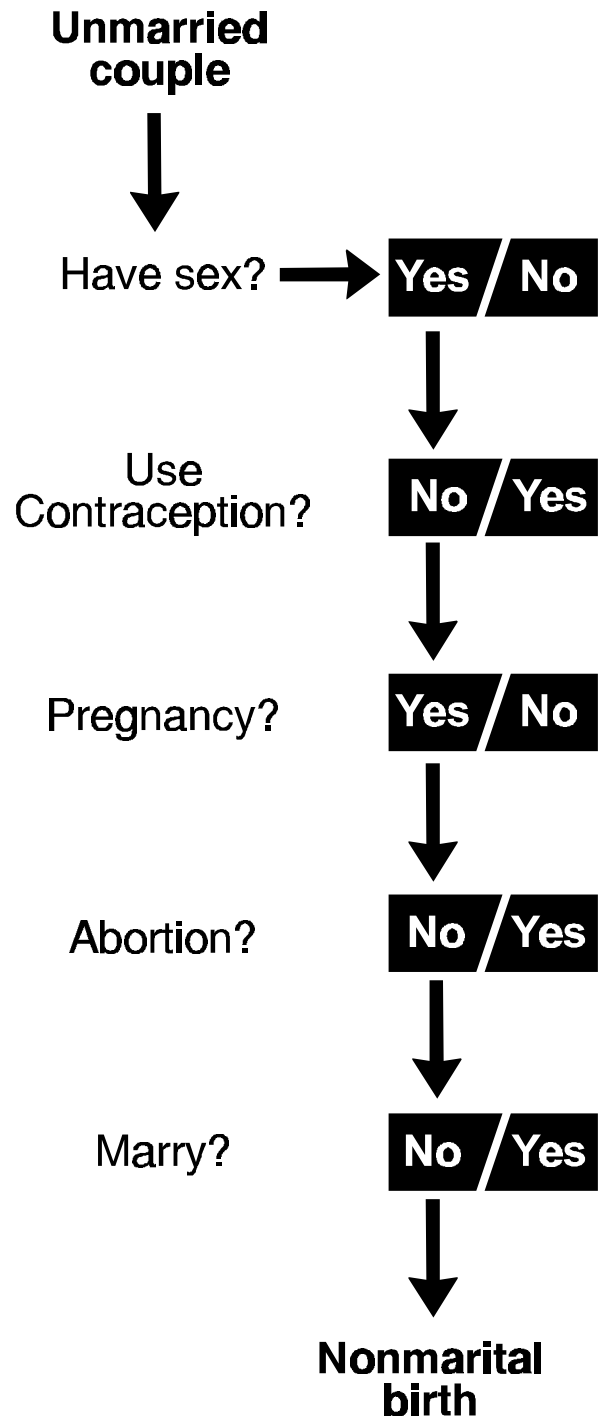 Unmarried
couple
Have sex? Yes / No
Use
Contraception?
No / Yes
Pregnancy? Yes / No
Abortion? No / Yes
Marry? No / Yes
Nonmarital
birth